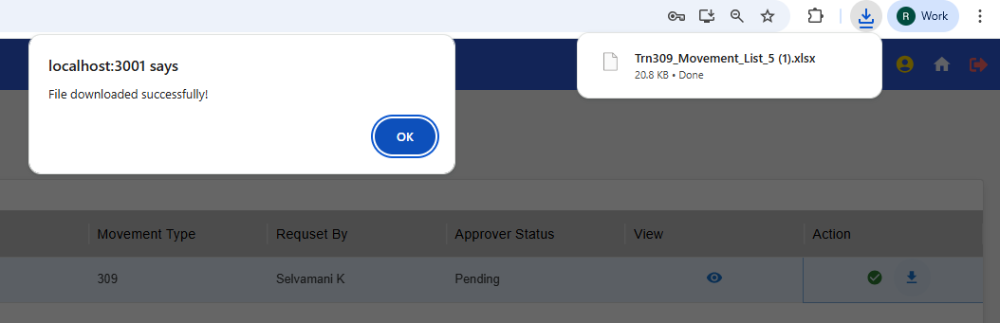 R Work
localhost:3001 says
File downloaded successfully!
OK
Trn309_Movement_List_5 (1).xlsx
20.8 KB • Done
Movement Type Requset By Approver Status View Action
309 Selvamani K Pending